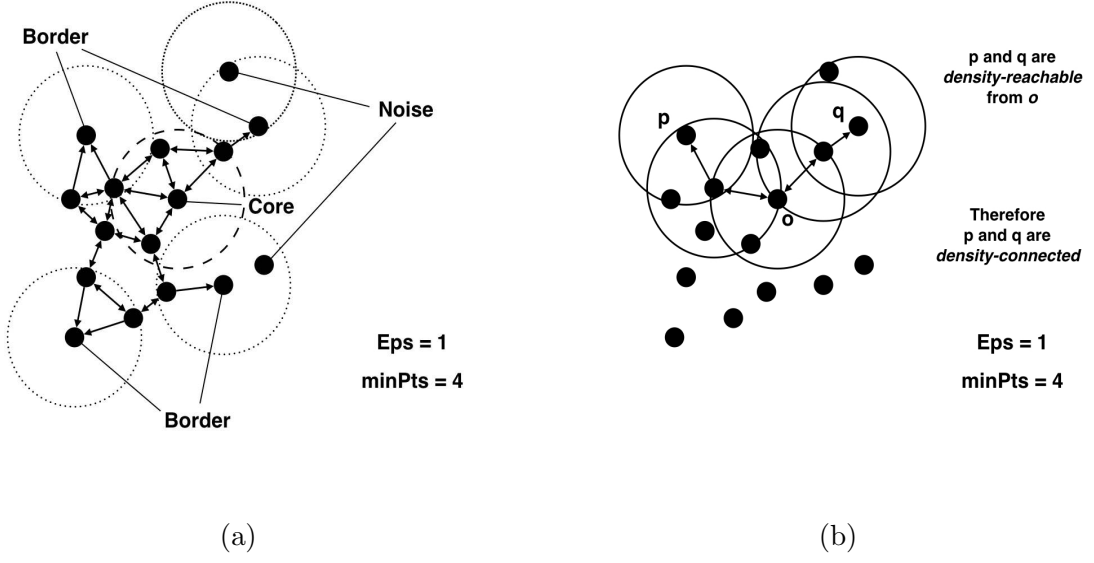 Border
Noise
Core
Border
Eps = 1
minPts = 4
(a)
p and q are
density-reachable
from o
p
q
o
Therefore
p and q are
density-connected
Eps = 1
minPts = 4
(b)